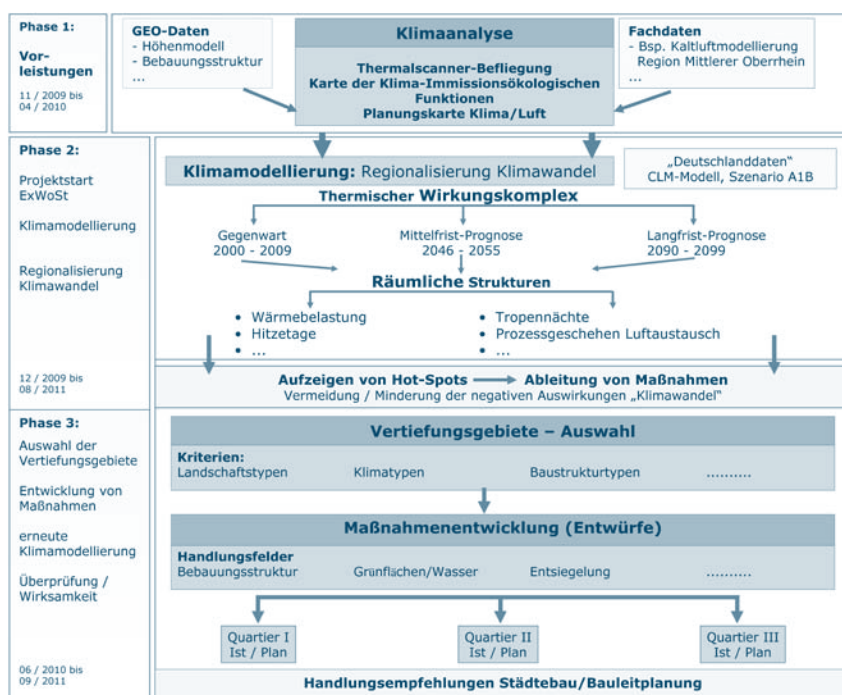 Phase 1:
Vor-
leistungen
11 / 2009 bis
04 / 2010
GEO-Daten
- Höhenmodell
- Bebauungsstruktur
...
Klimaanalyse
Thermalscanner-Befliegung
Karte der Klima-Immissionsökologischen
Funktionen
Planungskarte Klima/Luft
Fachdaten
- Bsp. Kaltluftmodellierung
Region Mittlerer Oberrhein
...
Phase 2:
Projektstart
ExWoSt
Klimamodellierung
Regionalisierung
Klimawandel
12 / 2009 bis
08 / 2011
Klimamodellierung: Regionalisierung Klimawandel
„Deutschlanddaten"
CLM-Modell, Szenario A1B
Thermischer Wirkungskomplex
Gegenwart
2000 - 2009
Mittelfrist-Prognose
2046 - 2055
Langfrist-Prognose
2090 - 2099
Räumliche Strukturen
• Wärmebelastung
• Hitzetage
• ...
• Tropennächte
• Prozessgeschehen Luftaustausch
• ...
Aufzeigen von Hot-Spots Ableitung von Maßnahmen
Vermeidung / Minderung der negativen Auswirkungen „Klimawandel"
Phase 3:
Auswahl der
Vertiefungsgebiete
Entwicklung von
Maßnahmen
erneute
Klimamodellierung
Überprüfung /
Wirksamkeit
06 / 2010 bis
09 / 2011
Vertiefungsgebiete – Auswahl
Kriterien:
Landschaftstypen Klimatypen Baustrukturtypen ..........
Maßnahmenentwicklung (Entwürfe)
Handlungsfelder
Bebauungsstruktur Grünflächen/Wasser Entsiegelung ..........
Quartier I
Ist / Plan
Quartier II
Ist / Plan
Quartier III
Ist / Plan
Handlungsempfehlungen Städtebau/Bauleitplanung